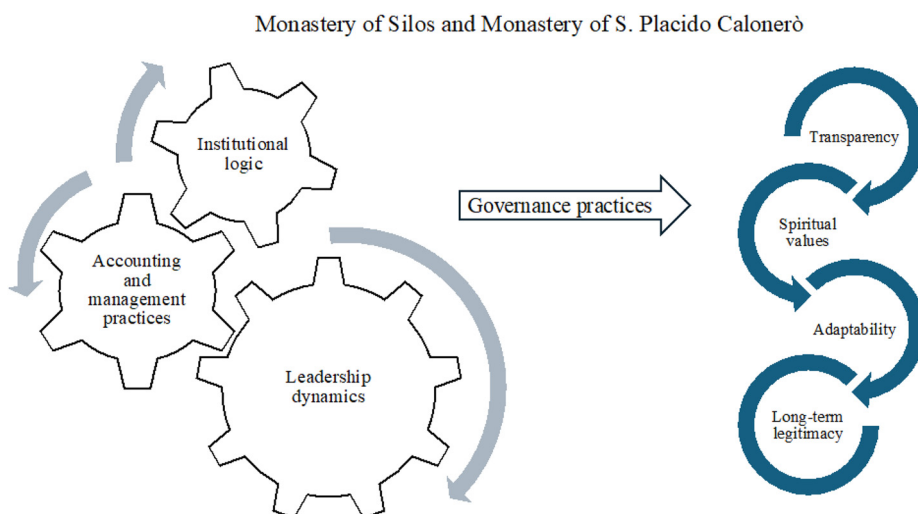 Monastery of Silos and Monastery of S. Placido Calonerò
Institutional
logic
Accounting
and
management
practices
Leadership
dynamics
Governance practices
Transparency
Spiritual
values
Adaptability
Long-term
legitimacy